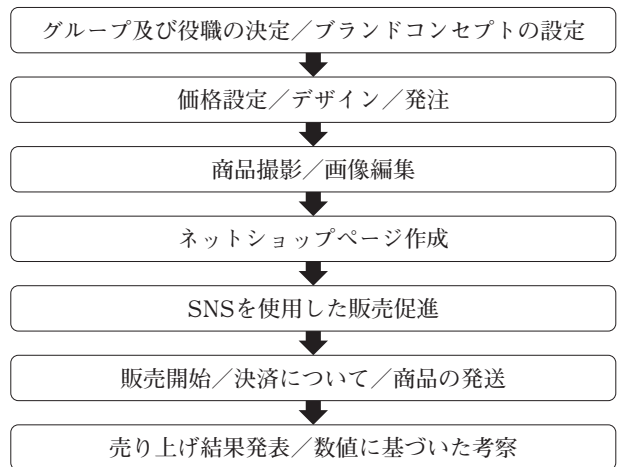 グループ及び役職の決定／ブランドコンセプトの設定
価格設定／デザイン／発注
商品撮影／画像編集
ネットショップページ作成
SNSを使用した販売促進
販売開始／決済について／商品の発送
売り上げ結果発表／数値に基づいた考察